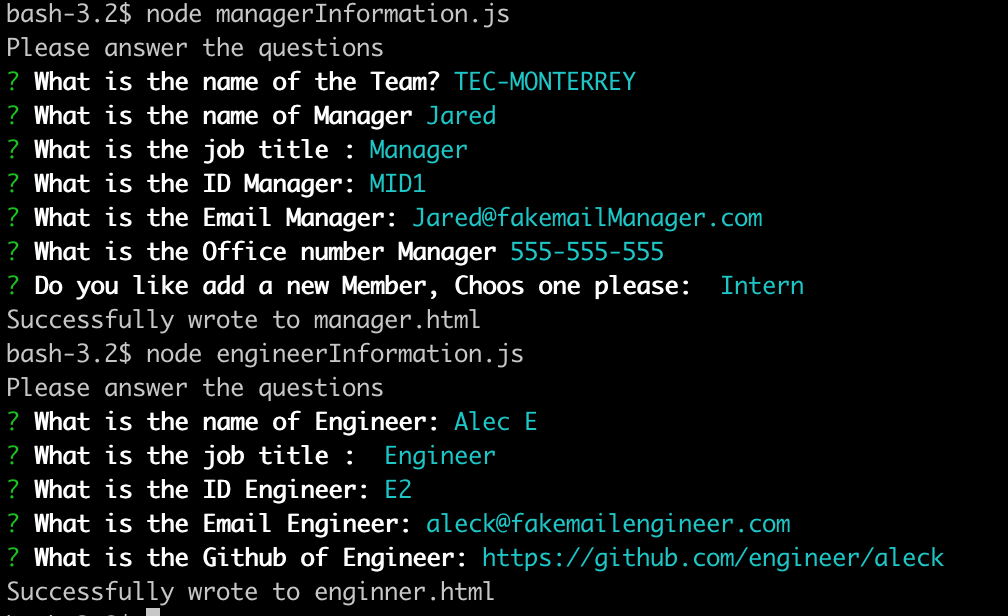 bash-3.2$ node managerInformation.js
Please answer the questions
? What is the name of the Team? TEC-MONTERREY
? What is the name of Manager Jared
? What is the job title : Manager
? What is the ID Manager: MID1
? What is the Email Manager: Jared@fakemailManager.com
? What is the Office number Manager 555-555-555
? Do you like add a new Member, Choos one please:  Intern
Successfully wrote to manager.html
bash-3.2$ node engineerInformation.js
Please answer the questions
? What is the name of Engineer: Alec E
? What is the job title :  Engineer
? What is the ID Engineer: E2
? What is the Email Engineer: aleck@fakemailengineer.com
? What is the Github of Engineer: https://github.com/engineer/aleck
Successfully wrote to enginner.html